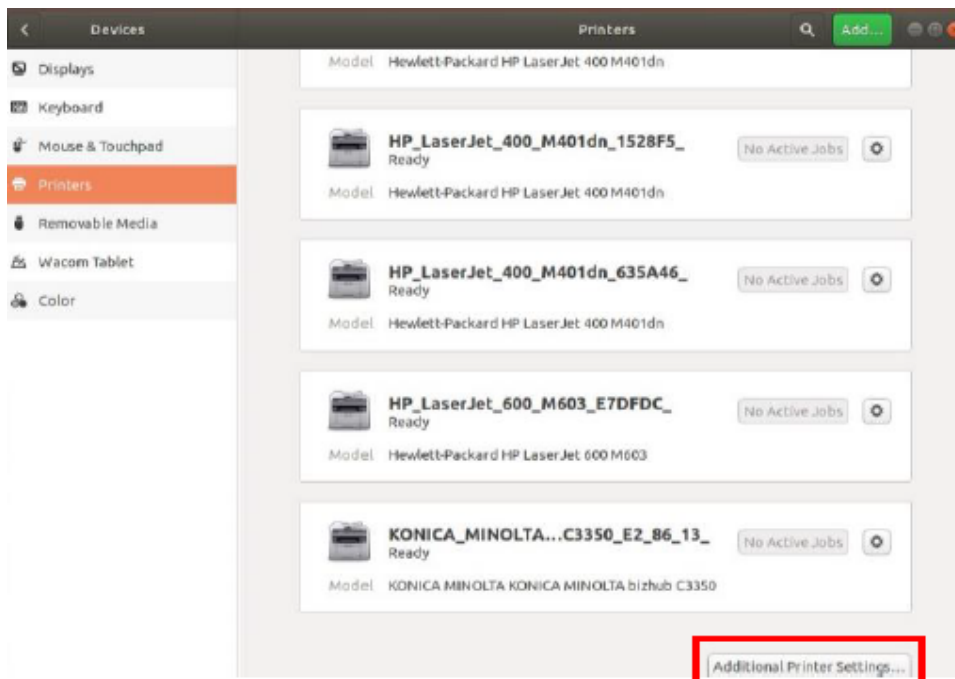 Devices
Printers
Add...
Displays
Keyboard
Mouse & Touchpad
Printers
Removable Media
Wacom Tablet
Color
Model Hewlett-Packard HP LaserJet 400 M401dn
HP_LaserJet_400_M401dn_1528F5_
No Active Jobs
Ready
Model Hewlett-Packard HP LaserJet 400 M401dn
HP_LaserJet_400_M401dn_635A46_
No Active Jobs
Ready
Model Hewlett-Packard HP LaserJet 400 M401dn
HP_LaserJet_600_M603_E7DFDC_
No Active Jobs
Ready
Model Hewlett-Packard HP LaserJet 600 M603
KONICA_MINOLTA...C3350_E2_86_13_
No Active Jobs
Ready
Model KONICA MINOLTA KONICA MINOLTA bizhub C3350
Additional Printer Settings...